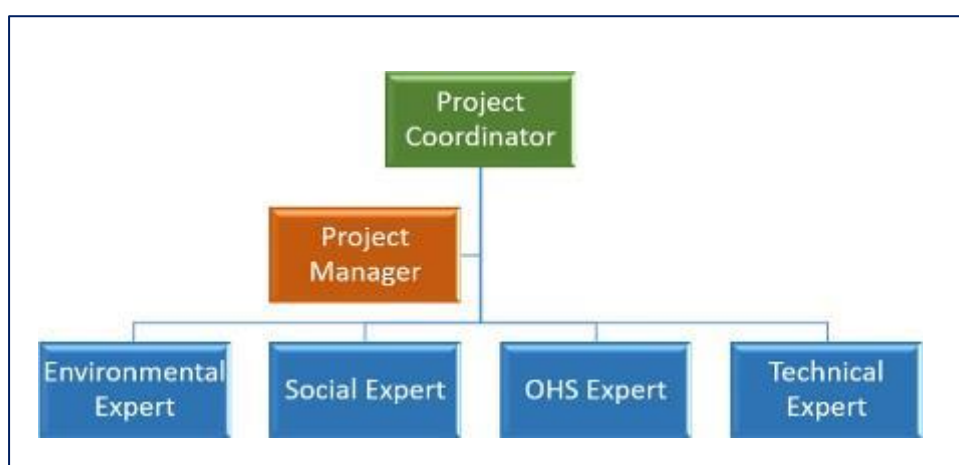 Project
Coordinator
Project
Manager
Environmental
Expert
Social Expert
OHS Expert
Technical
Expert